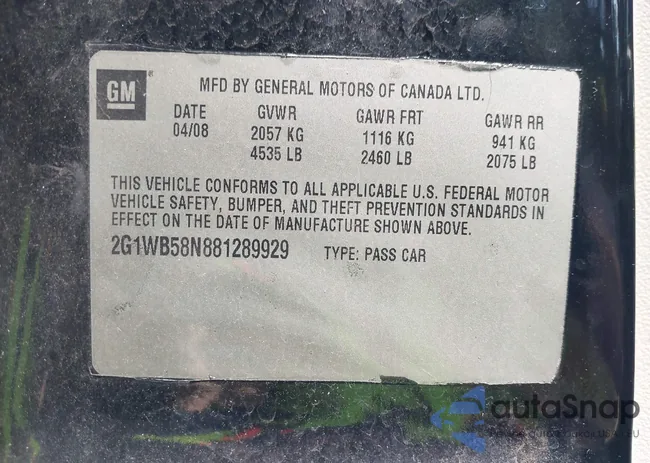 GM
MFD BY GENERAL MOTORS OF CANADA LTD.
DATE GVWR GAWR FRT GAWR RR
04/08 2057 KG 1116 KG 941 KG
4535 LB 2460 LB 2075 LB
THIS VEHICLE CONFORMS TO ALL APPLICABLE U.S. FEDERAL MOTOR
VEHICLE SAFETY, BUMPER, AND THEFT PREVENTION STANDARDS IN
EFFECT ON THE DATE OF MANUFACTURE SHOWN ABOVE.
2G1WB58N881289929 TYPE: PASS CAR
autoSnap